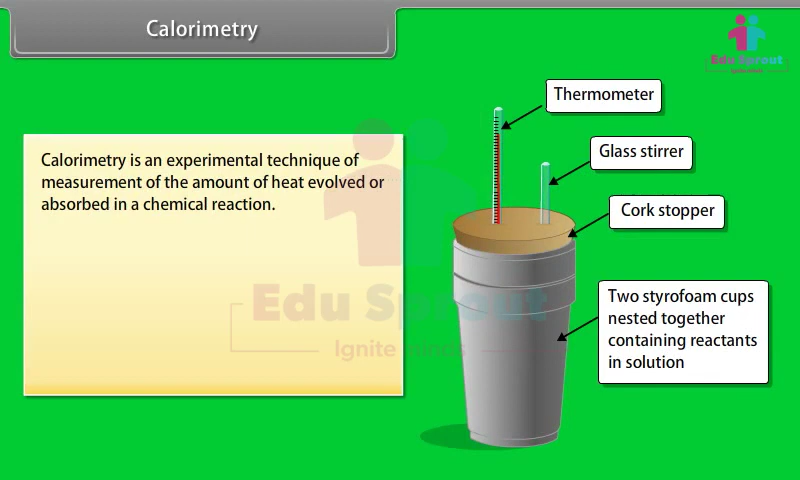 Calorimetry
Edu Sprout
Ignite Minds
Thermometer
Calorimetry is an experimental technique of
measurement of the amount of heat evolved or
absorbed in a chemical reaction.
Glass stirrer
Cork stopper
Two styrofoam cups
nested together
containing reactants
in solution
Edu Sprout
Ignite minds